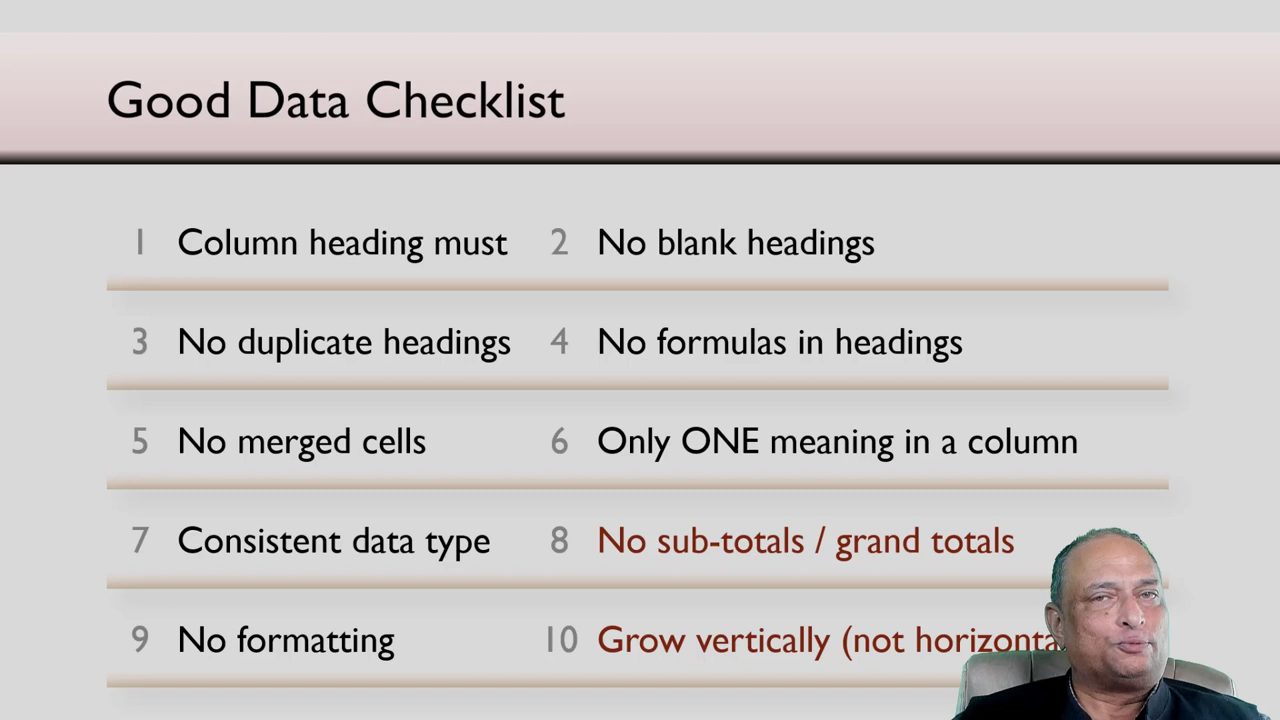 Good Data Checklist
1 Column heading must
2 No blank headings
3 No duplicate headings
4 No formulas in headings
5 No merged cells
6 Only ONE meaning in a column
7 Consistent data type
8 No sub-totals / grand totals
9 No formatting
10 Grow vertically (not